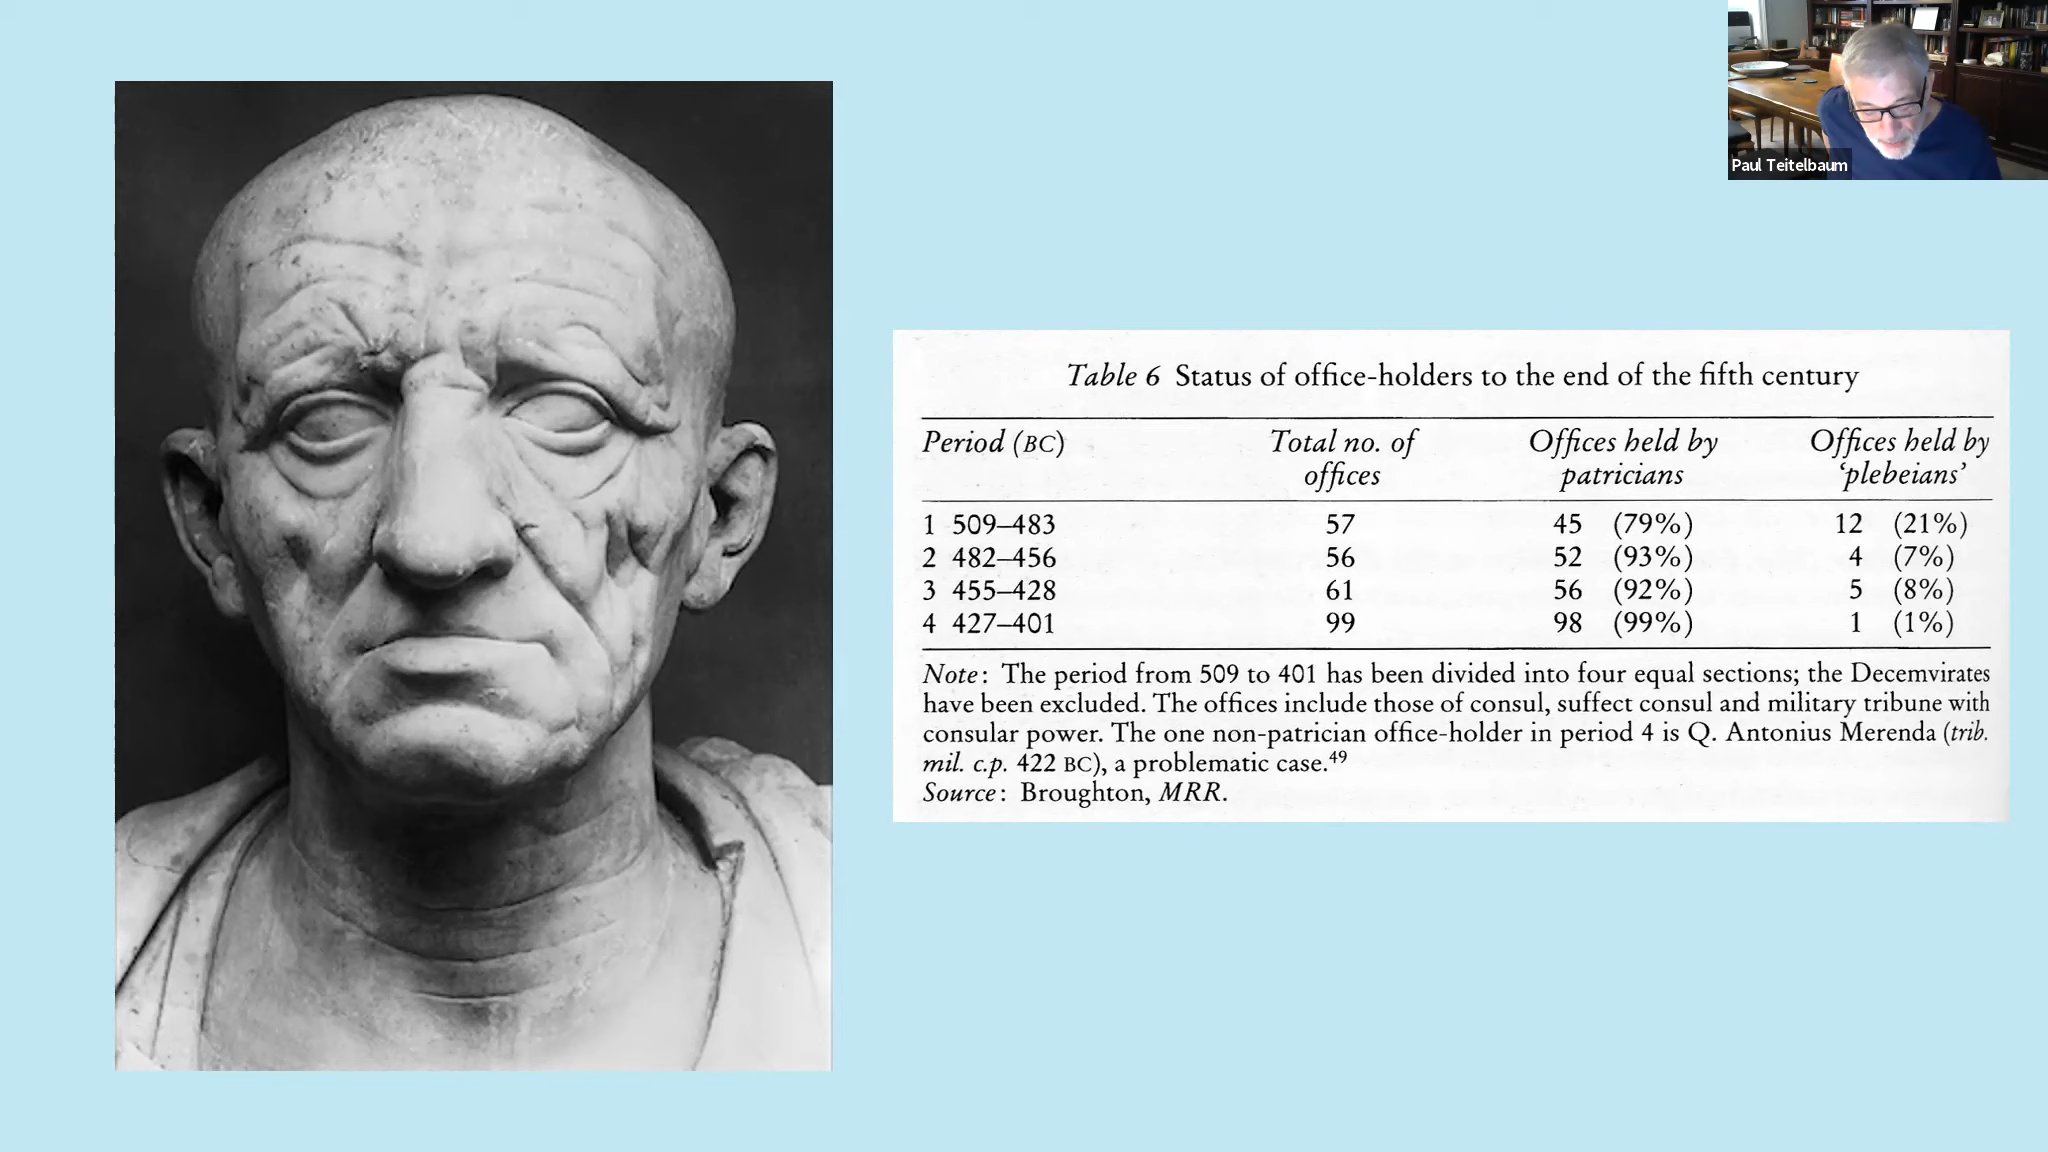 Paul Teitelbaum
Table 6 Status of office-holders to the end of the fifth century
Period (BC) Total no. of offices Offices held by patricians Offices held by ‘plebeians’
1 509–483 57 45 (79%) 12 (21%)
2 482–456 56 52 (93%) 4 (7%)
3 455–428 61 56 (92%) 5 (8%)
4 427–401 99 98 (99%) 1 (1%)
Note: The period from 509 to 401 has been divided into four equal sections; the Decemvirates
have been excluded. The offices include those of consul, suffect consul and military tribune with
consular power. The one non-patrician office-holder in period 4 is Q. Antonius Merenda (trib.
mil. c.p. 422 BC), a problematic case.49
Source: Broughton, MRR.